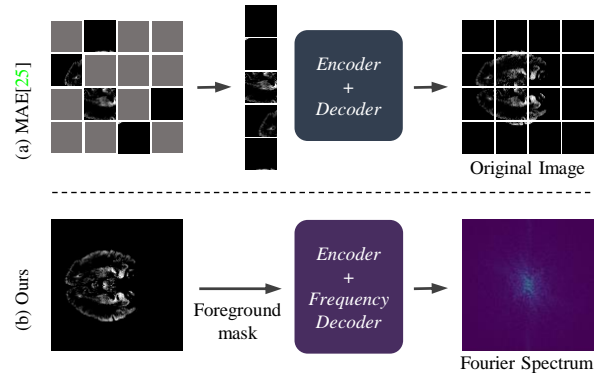 (a) MAE[25]
Encoder
+
Decoder
Original Image
(b) Ours
Foreground
mask
Encoder
+
Frequency
Decoder
Fourier Spectrum